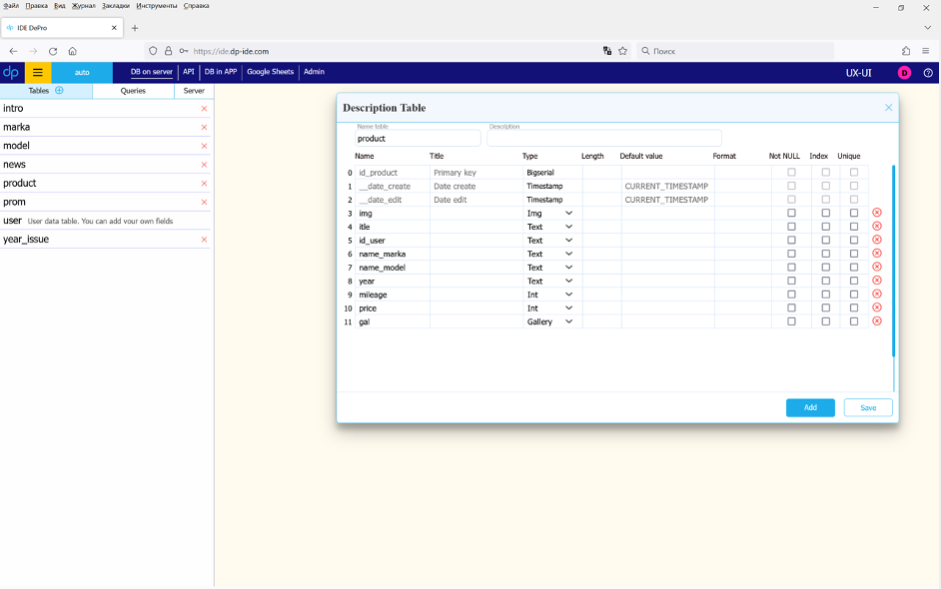 Файл Правка Вид Журнал Закладки Инструменты Справка
dp IDE DePro
https://ide.dp-ide.com Поиск
dp auto DB on server API DB in APP Google Sheets Admin UX-UI D
Tables Queries Server
intro
marka
model
news
product
prom
user User data table. You can add your own fields
year_issue
Description Table
Name table Description
product
Name Title Type Length Default value Format Not NULL Index Unique
0 id_product Primary key Bigserial
1 __date_create Date create Timestamp CURRENT_TIMESTAMP
2 __date_edit Date edit Timestamp CURRENT_TIMESTAMP
3 img Img
4 itle Text
5 id_user Text
6 name_marka Text
7 name_model Text
8 year Text
9 mileage Int
10 price Int
11 gal Gallery
Add Save